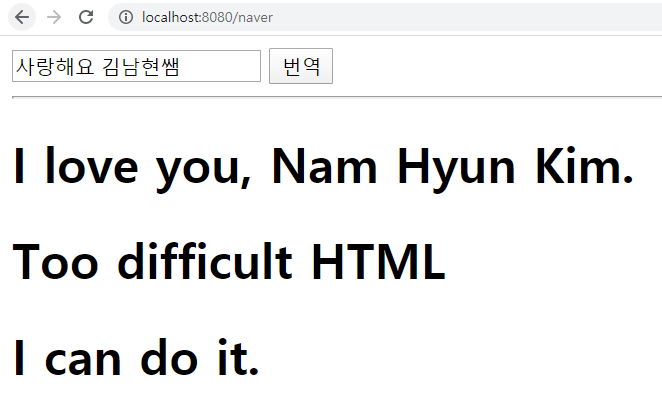 localhost:8080/naver
사랑해요 김남현쌤 번역
I love you, Nam Hyun Kim.
Too difficult HTML
I can do it.